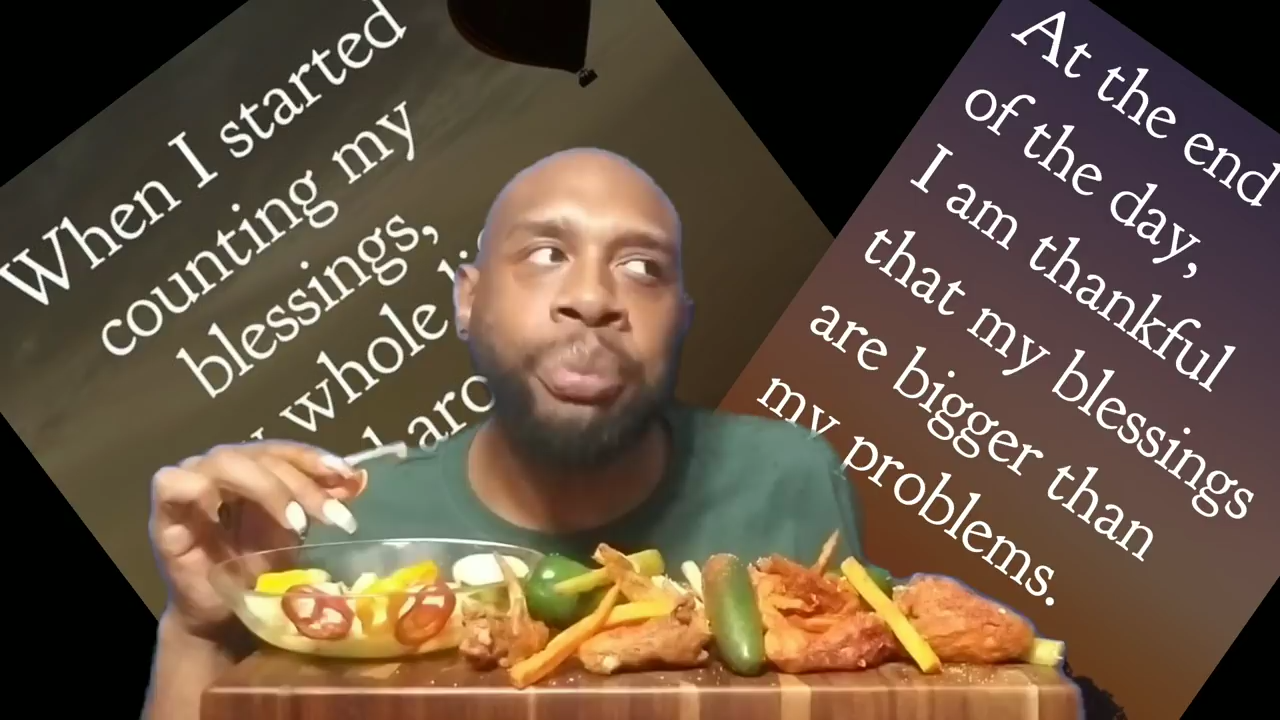 When I started
counting my
blessings,
whole
At the end
of the day,
I am thankful
that my blessings
are bigger than
my problems.